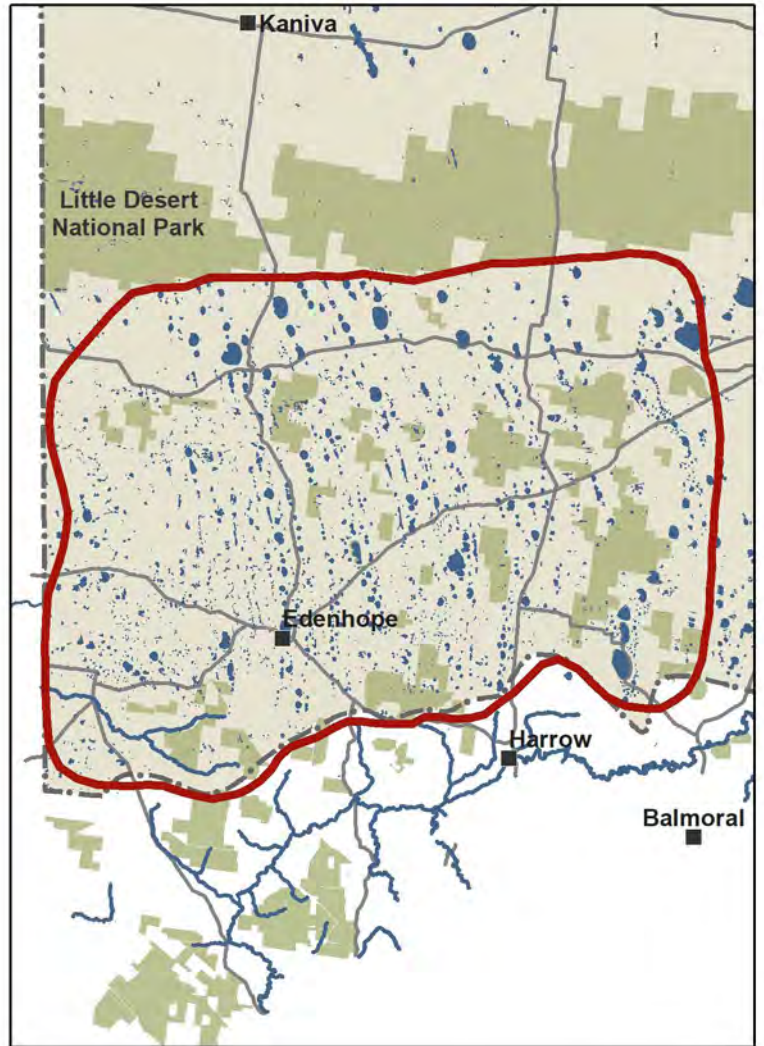 Kaniva
Little Desert
National Park
Edenhope
Harrow
Balmoral